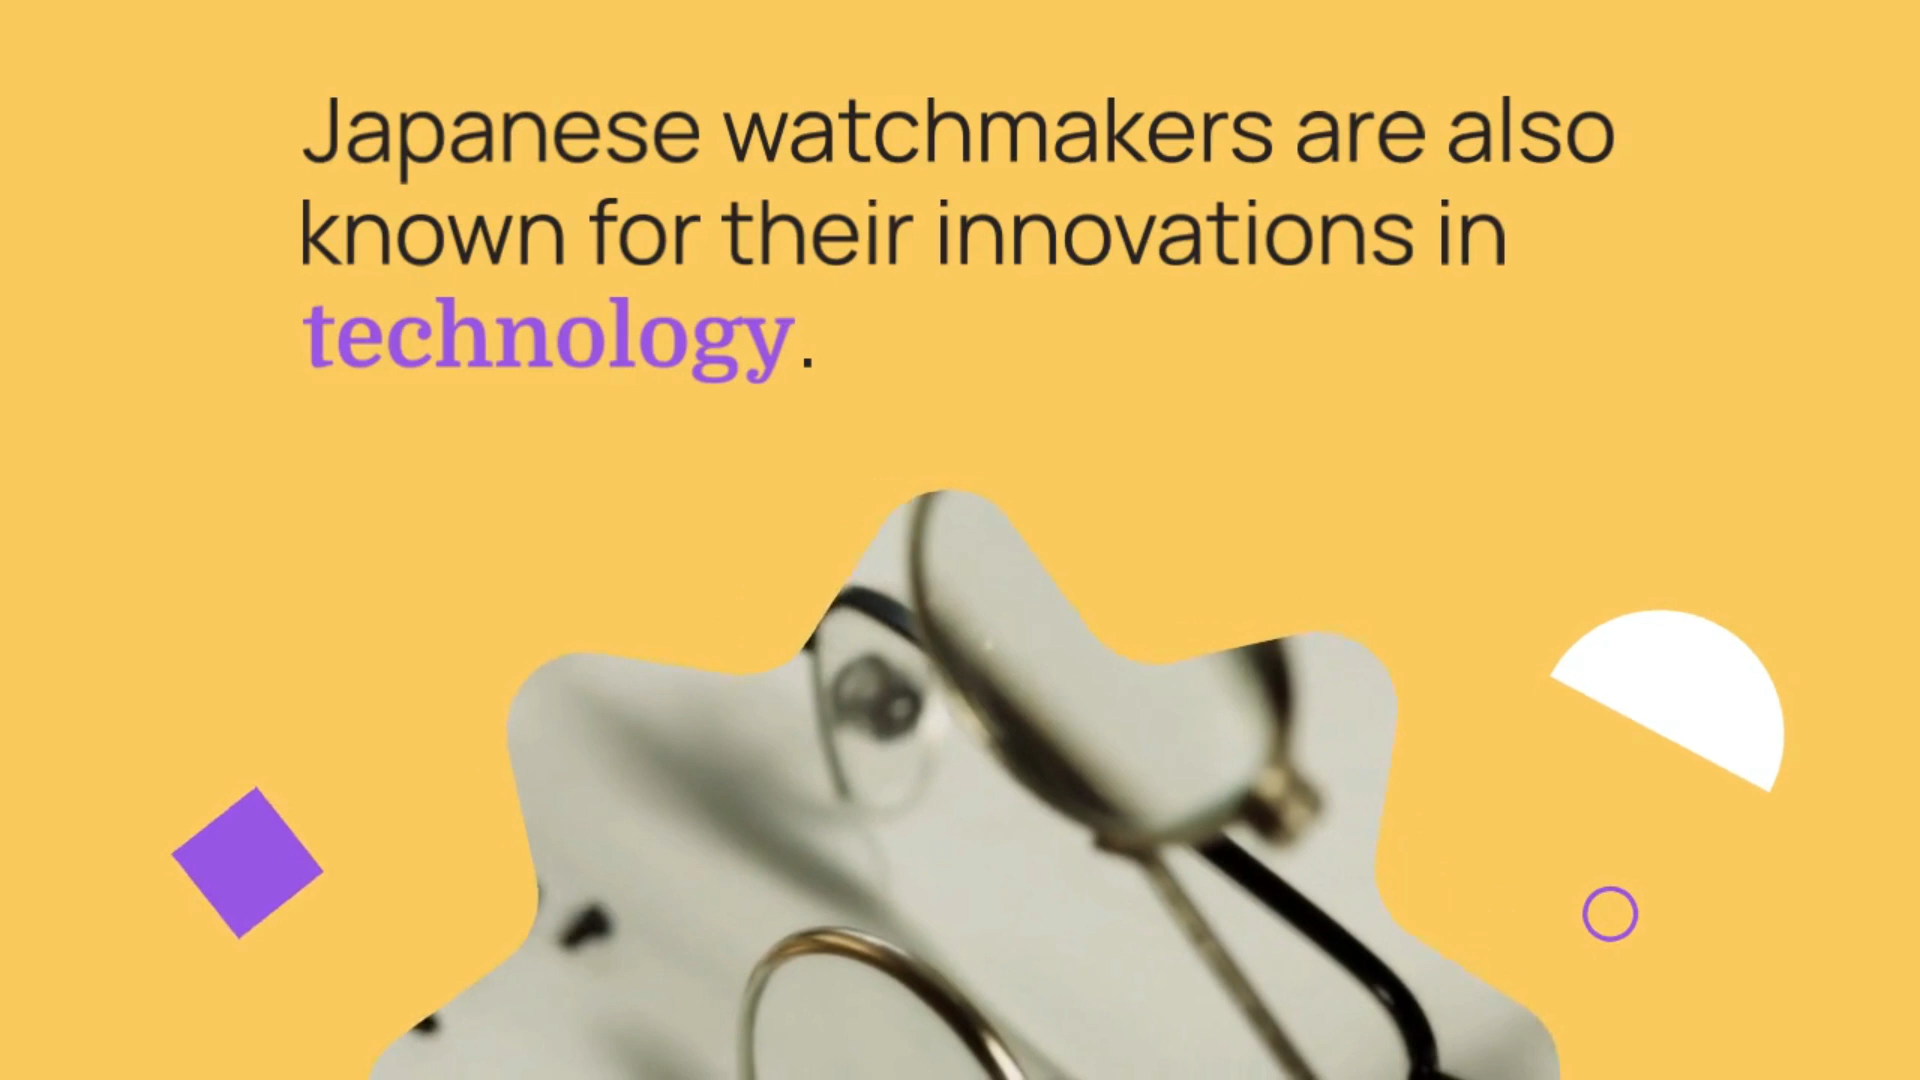 Japanese watchmakers are also
known for their innovations in
technology.